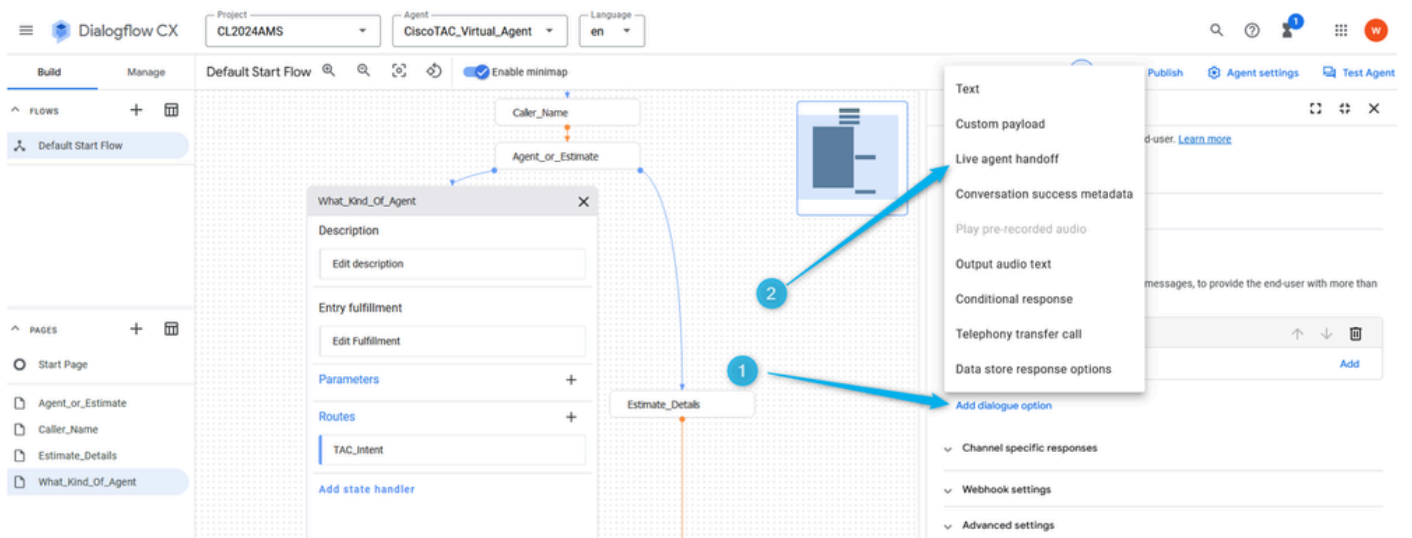 Dialogflow CX
Project
CL2024AMS
Agent
CiscoTAC_Virtual_Agent
Language
en
1
W
Build
Manage
Default Start Flow
Enable minimap
Publish
Agent settings
Test Agent
FLOWS
Default Start Flow
PAGES
Start Page
Agent_or_Estimate
Caller_Name
Estimate_Details
What_Kind_Of_Agent
Caller_Name
Agent_or_Estimate
What_Kind_Of_Agent
Description
Edit description
Entry fulfillment
Edit Fulfillment
Parameters
Routes
TAC_Intent
Add state handler
Estimate_Details
1
2
Text
Custom payload
Live agent handoff
Conversation success metadata
Play pre-recorded audio
Output audio text
Conditional response
Telephony transfer call
Data store response options
d-user. Learn more
messages, to provide the end-user with more than
Add
Add dialogue option
Channel specific responses
Webhook settings
Advanced settings